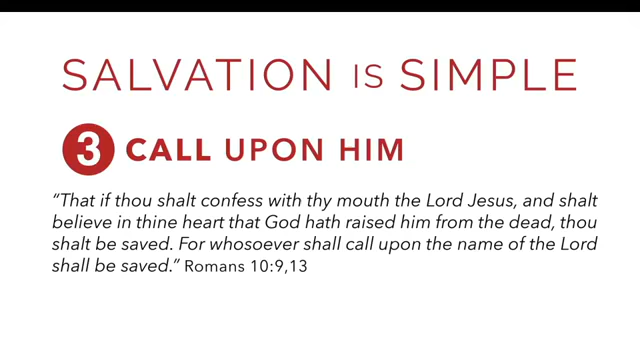 SALVATION IS SIMPLE
3 CALL UPON HIM
“That if thou shalt confess with thy mouth the Lord Jesus, and shalt
believe in thine heart that God hath raised him from the dead, thou
shalt be saved. For whosoever shall call upon the name of the Lord
shall be saved.” Romans 10:9,13